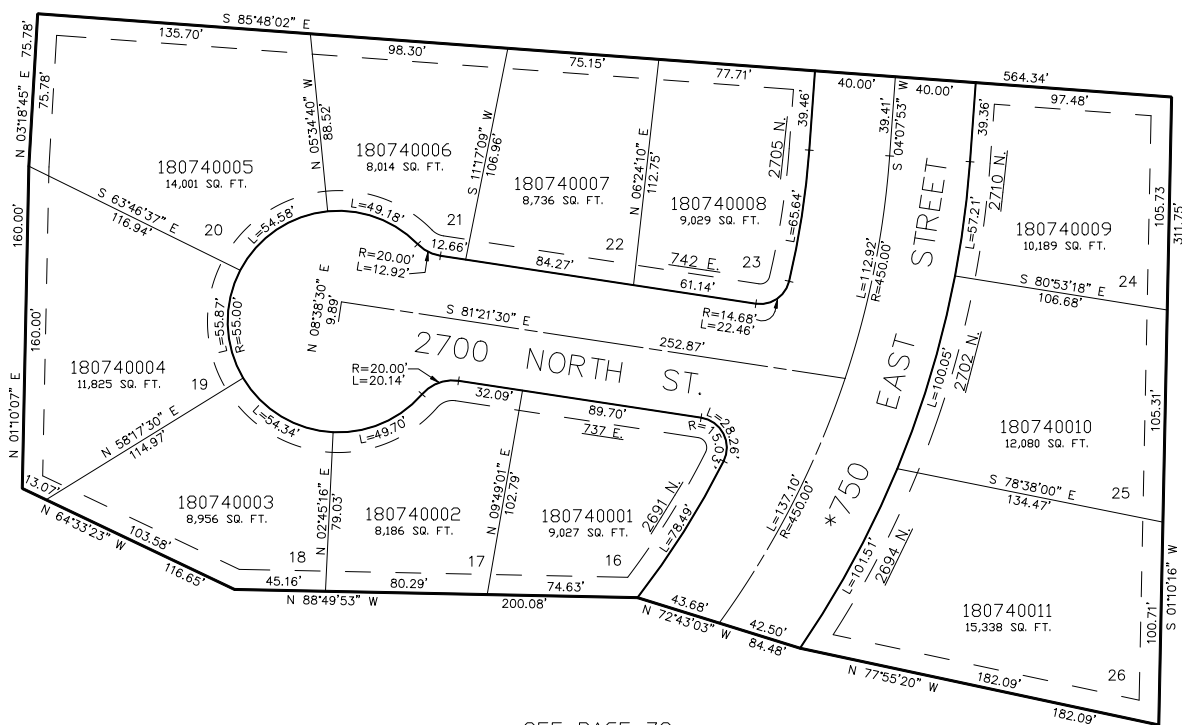 S 85°48'02" E
135.70'
98.30'
75.15'
77.71'
40.00'
40.00'
564.34'
97.48'
75.78'
N 03°18'45" E
75.78'
N 05°34'40" W
88.52'
S 11°17'09" W
106.96'
N 06°24'10" E
112.75'
39.46'
2705 N.
L=65.64'
39.41'
S 04°07'53" W
39.36'
2710 N.
L=57.21'
105.73
311.75'
180740005
14,001 SQ. FT.
180740006
8,014 SQ. FT.
180740007
8,736 SQ. FT.
180740008
9,029 SQ. FT.
180740009
10,189 SQ. FT.
S 63°46'37" E
116.94'
20
L=54.58'
L=49.18'
21
12.66'
R=20.00'
L=12.92'
84.27'
22
742 E.
23
61.14'
R=14.68'
L=22.46'
24
S 80°53'18" E
106.68'
160.00'
160.00'
N 01°10'07" E
L=55.87'
R=55.00'
N 08°38'30" E
9.89'
S 81°21'30" E
252.87'
2700 NORTH ST.
L=112.92'
R=450.00'
*750 EAST STREET
L=100.05'
2702 N.
105.31'
180740004
11,825 SQ. FT.
19
N 58°17'30" E
114.97'
L=54.34'
L=49.70'
R=20.00'
L=20.14'
32.09'
89.70'
737 E.
L=28.26'
R=15.03'
180740010
12,080 SQ. FT.
S 78°38'00" E
134.47'
25
13.07'
N 64°33'23" W
103.58'
116.65'
180740003
8,956 SQ. FT.
18
N 02°45'16" E
79.03'
180740002
8,186 SQ. FT.
17
N 09°49'01" E
102.79'
180740001
9,027 SQ. FT.
16
2691 N.
L=78.49'
L=137.10'
R=450.00'
L=101.51'
2694 N.
45.16'
80.29'
74.63'
N 88°49'53" W
200.08'
43.68'
N 72°43'03" W
42.50'
84.48'
180740011
15,338 SQ. FT.
100.71'
S 01°10'16" W
26
N 77°55'20" W
182.09'
182.09'